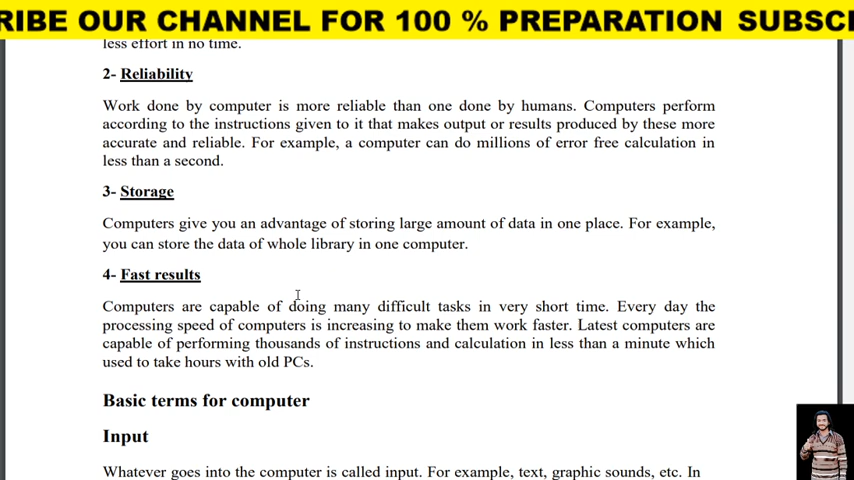 RIBE OUR CHANNEL FOR 100 % PREPARATION SUBSC
less effort in no time.
2- Reliability
Work done by computer is more reliable than one done by humans. Computers perform
according to the instructions given to it that makes output or results produced by these more
accurate and reliable. For example, a computer can do millions of error free calculation in
less than a second.
3- Storage
Computers give you an advantage of storing large amount of data in one place. For example,
you can store the data of whole library in one computer.
4- Fast results
Computers are capable of doing many difficult tasks in very short time. Every day the
processing speed of computers is increasing to make them work faster. Latest computers are
capable of performing thousands of instructions and calculation in less than a minute which
used to take hours with old PCs.
Basic terms for computer
Input
Whatever goes into the computer is called input. For example, text, graphic sounds, etc. In